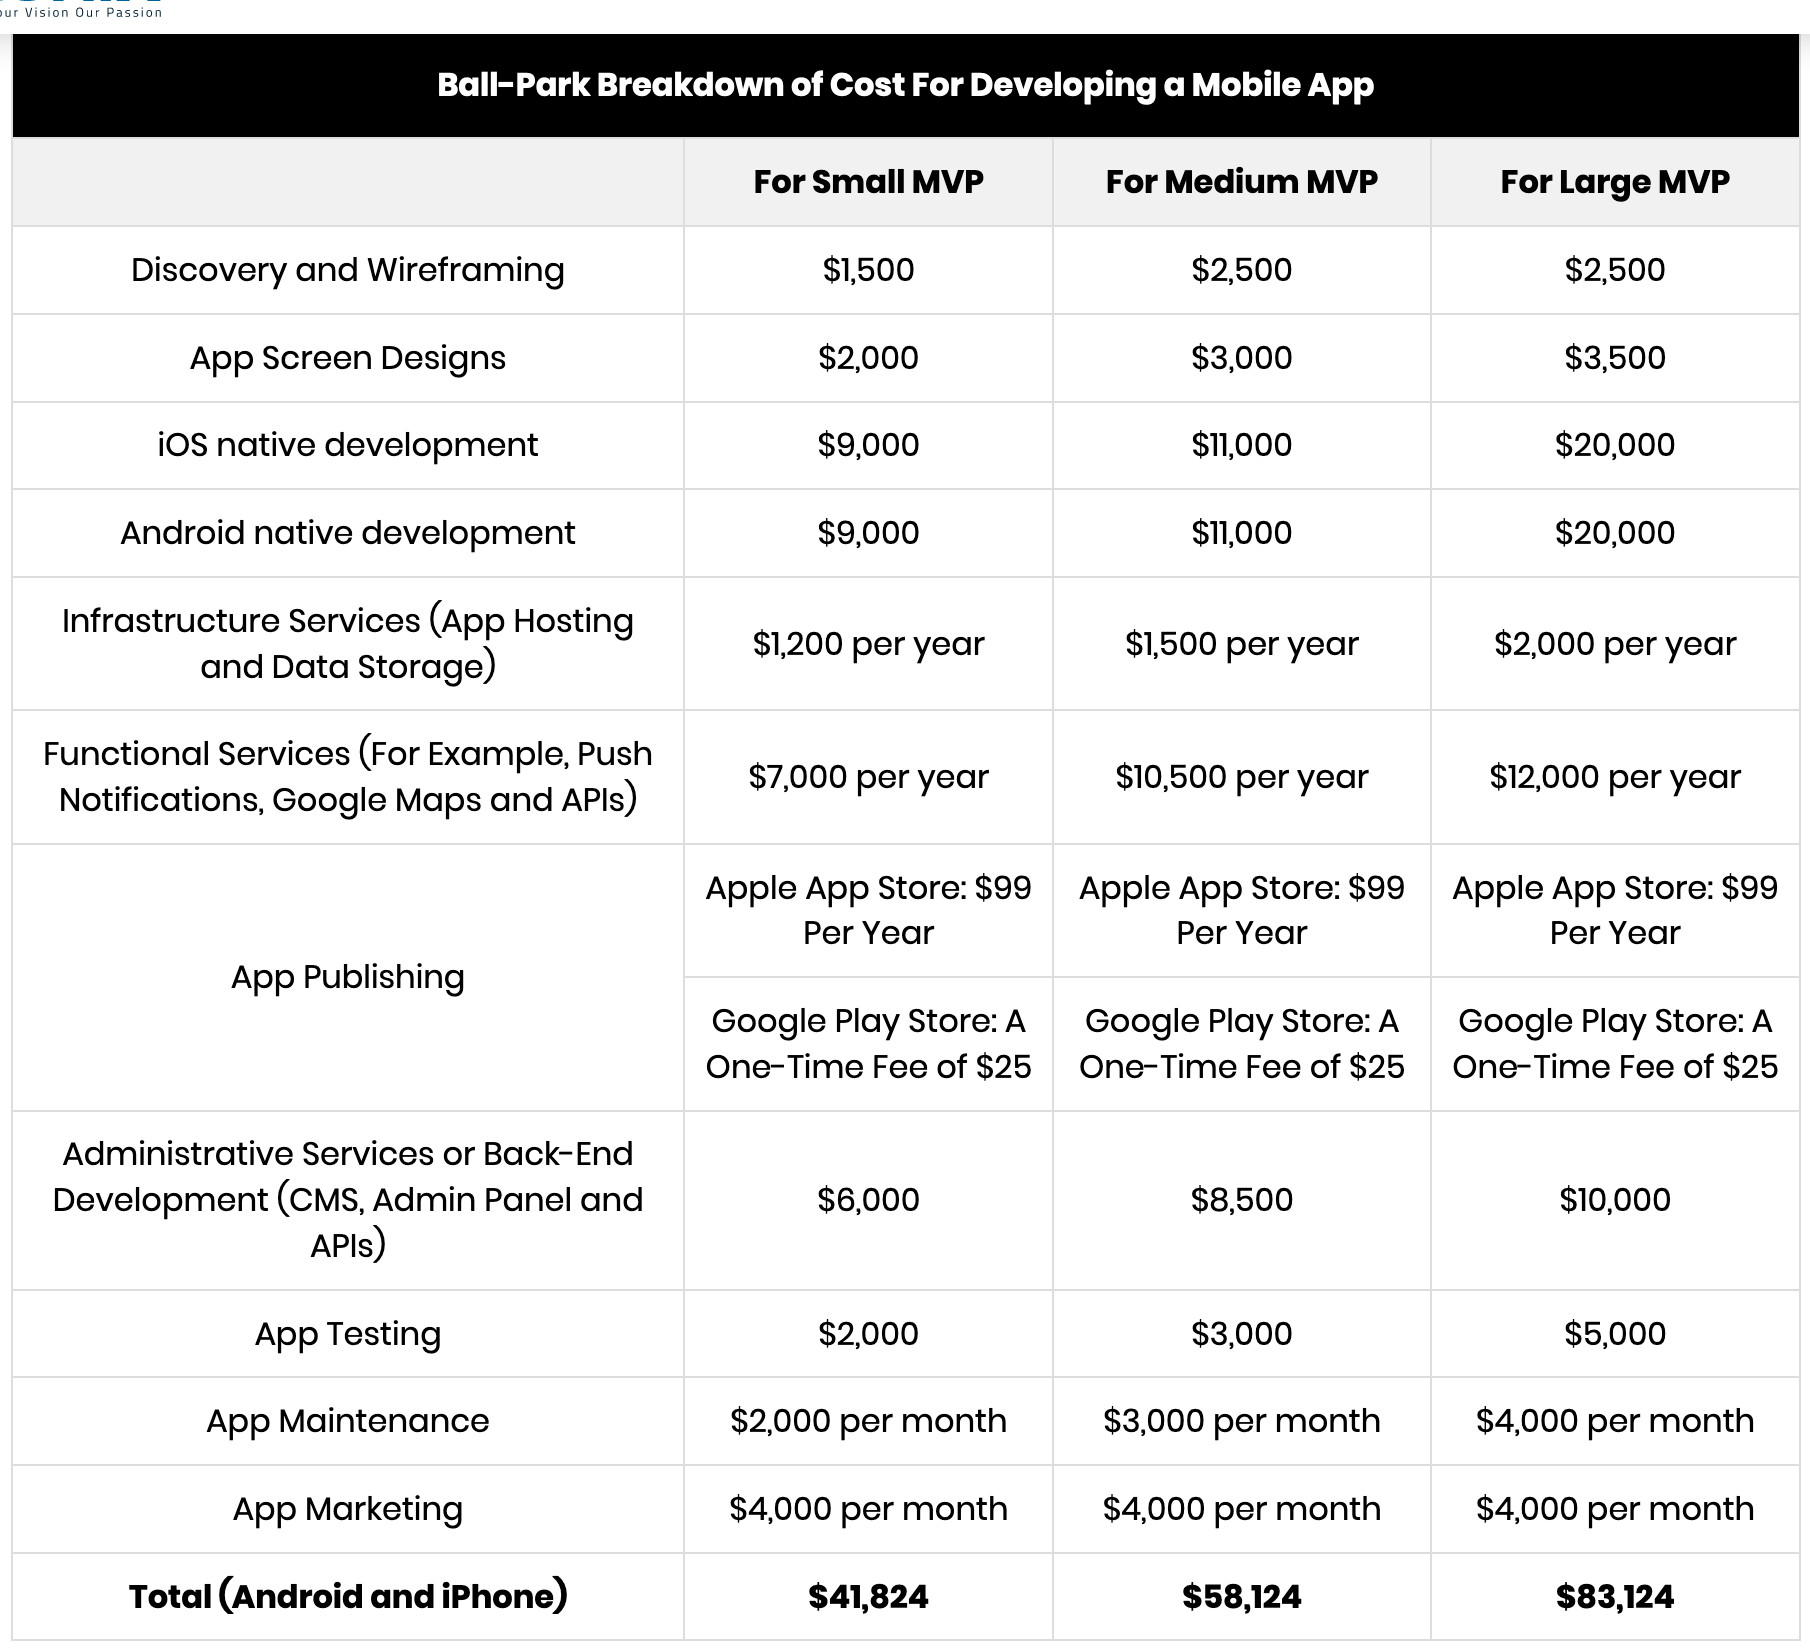 our Vision Our Passion
Ball-Park Breakdown of Cost For Developing a Mobile App
For Small MVP
For Medium MVP
For Large MVP
Discovery and Wireframing
$1,500
$2,500
$2,500
App Screen Designs
$2,000
$3,000
$3,500
iOS native development
$9,000
$11,000
$20,000
Android native development
$9,000
$11,000
$20,000
Infrastructure Services (App Hosting
and Data Storage)
$1,200 per year
$1,500 per year
$2,000 per year
Functional Services (For Example, Push
Notifications, Google Maps and APIs)
$7,000 per year
$10,500 per year
$12,000 per year
App Publishing
Apple App Store: $99
Per Year
Apple App Store: $99
Per Year
Apple App Store: $99
Per Year
Google Play Store: A
One-Time Fee of $25
Google Play Store: A
One-Time Fee of $25
Google Play Store: A
One-Time Fee of $25
Administrative Services or Back-End
Development (CMS, Admin Panel and
APIs)
$6,000
$8,500
$10,000
App Testing
$2,000
$3,000
$5,000
App Maintenance
$2,000 per month
$3,000 per month
$4,000 per month
App Marketing
$4,000 per month
$4,000 per month
$4,000 per month
Total (Android and iPhone)
$41,824
$58,124
$83,124